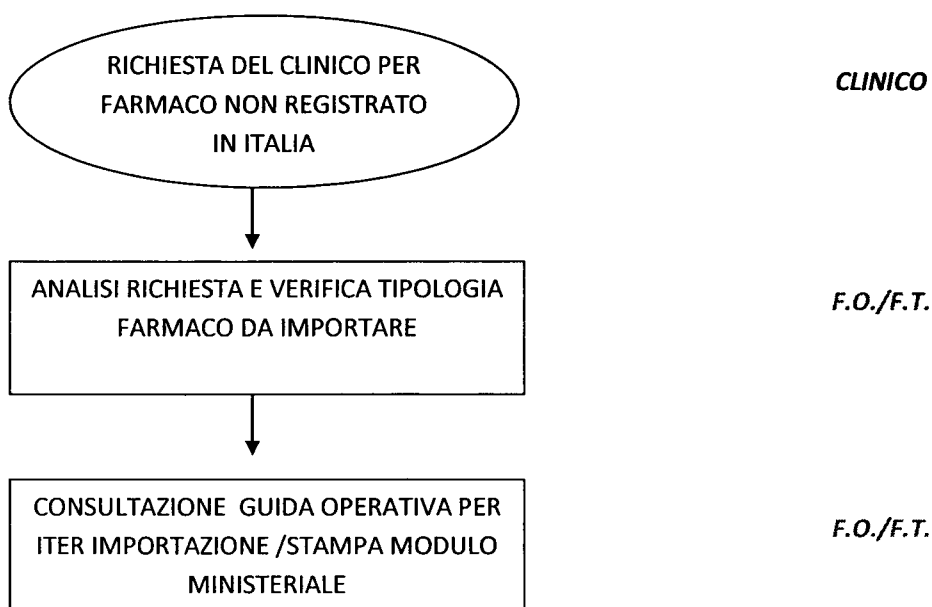 RICHIESTA DEL CLINICO PER
FARMACO NON REGISTRATO
IN ITALIA
CLINICO
ANALISI RICHIESTA E VERIFICA TIPOLOGIA
FARMACO DA IMPORTARE
F.O./F.T.
CONSULTAZIONE GUIDA OPERATIVA PER
ITER IMPORTAZIONE /STAMPA MODULO
MINISTERIALE
F.O./F.T.